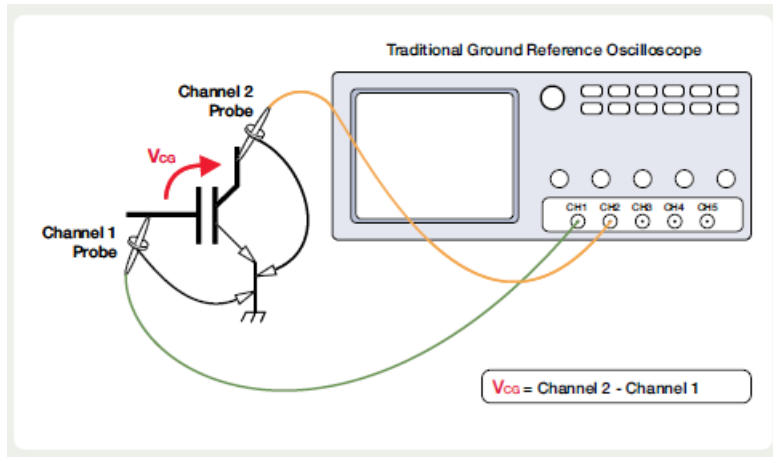 Traditional Ground Reference Oscilloscope
Channel 2
Probe
VCG
Channel 1
Probe
CH1 CH2 CH3 CH4 CH5
VCG = Channel 2 - Channel 1